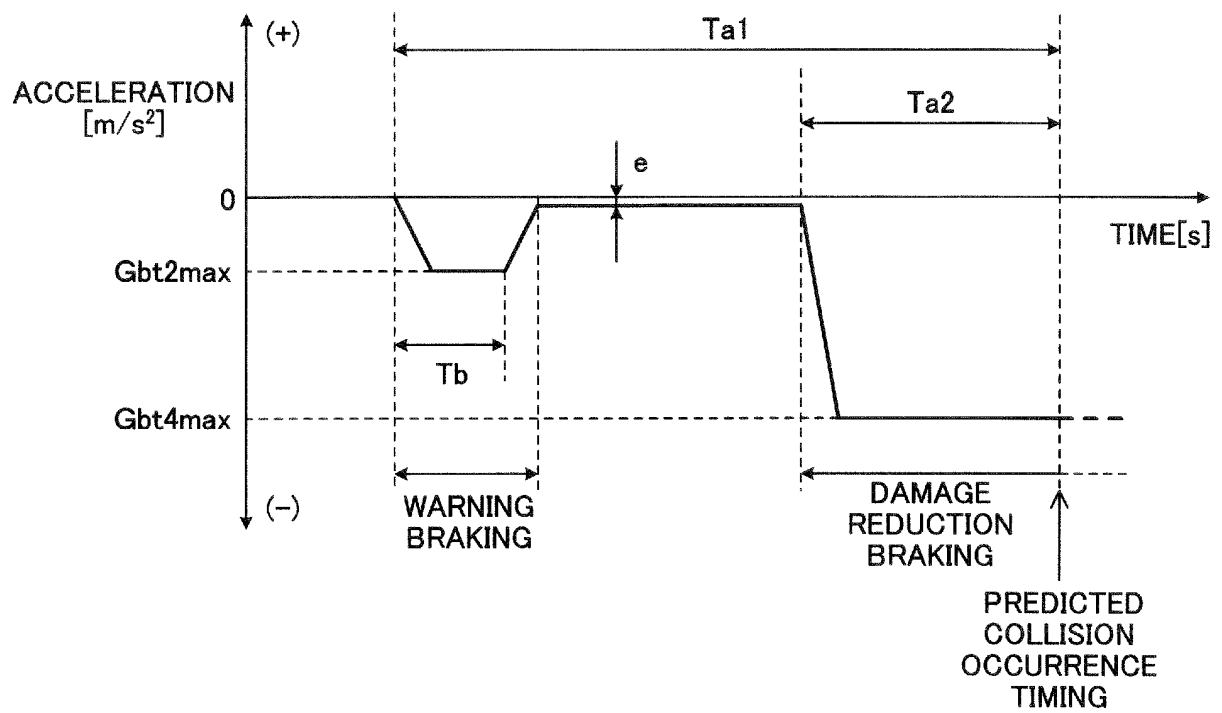 (+)
Ta1
ACCELERATION
[m/s²]
Ta2
e
0
TIME[s]
Gbt2max
Tb
Gbt4max
(-)
WARNING
BRAKING
DAMAGE
REDUCTION
BRAKING
PREDICTED
COLLISION
OCCURRENCE
TIMING